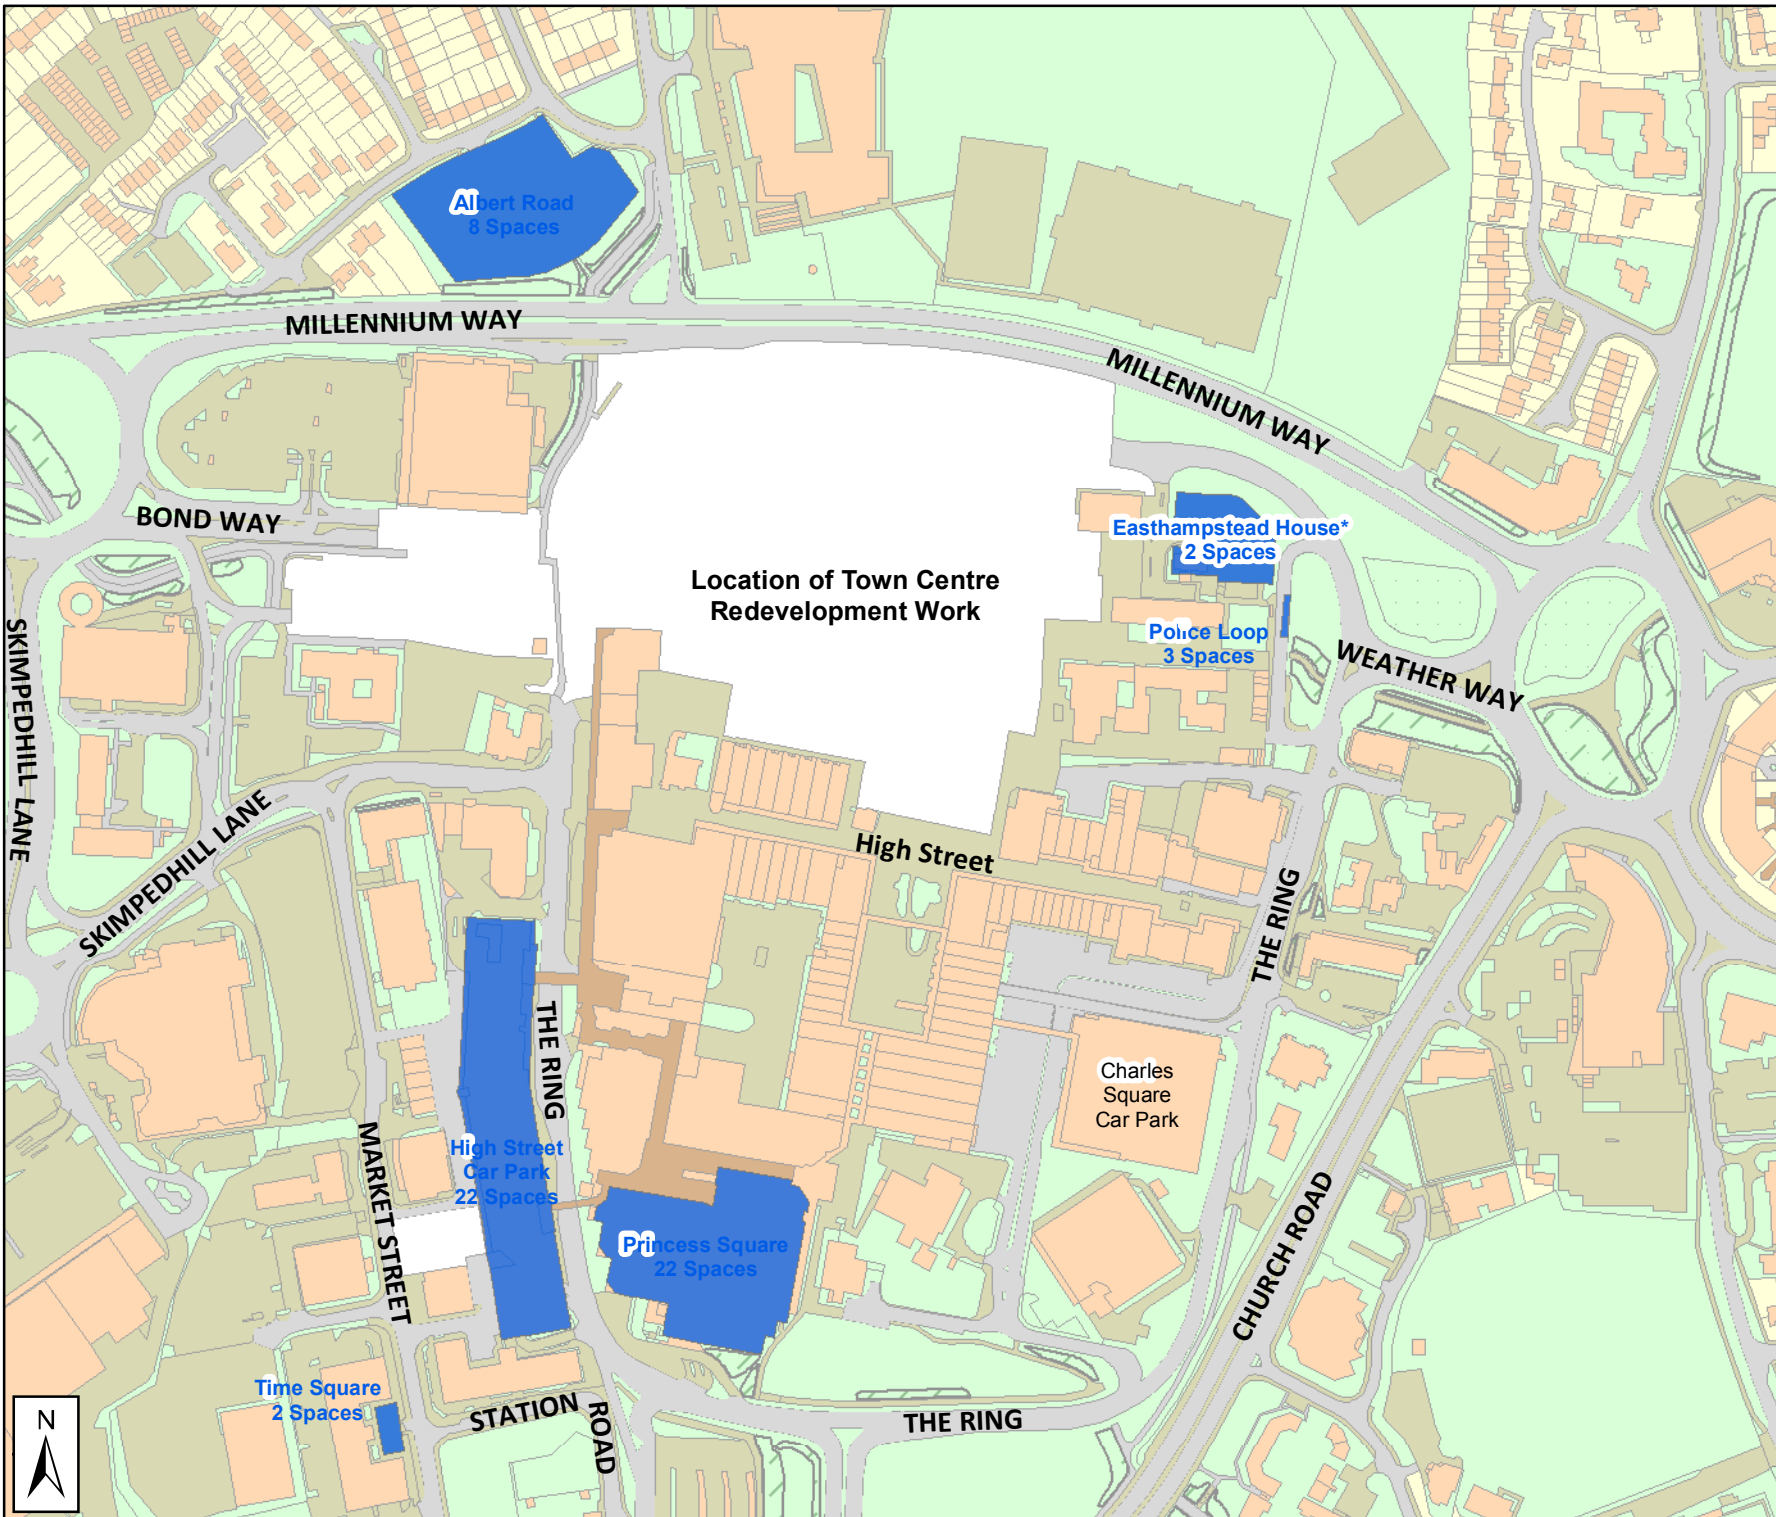 Albert Road
8 Spaces
MILLENNIUM WAY
MILLENNIUM WAY
BOND WAY
Easthampstead House*
2 Spaces
Location of Town Centre
Redevelopment Work
Police Loop
3 Spaces
WEATHER WAY
SKIMPEDHILL LANE
SKIMPEDHILL LANE
High Street
THE RING
THE RING
Charles
Square
Car Park
High Street
Car Park
22 Spaces
MARKET STREET
Princess Square
22 Spaces
CHURCH ROAD
Time Square
2 Spaces
STATION ROAD
THE RING
N